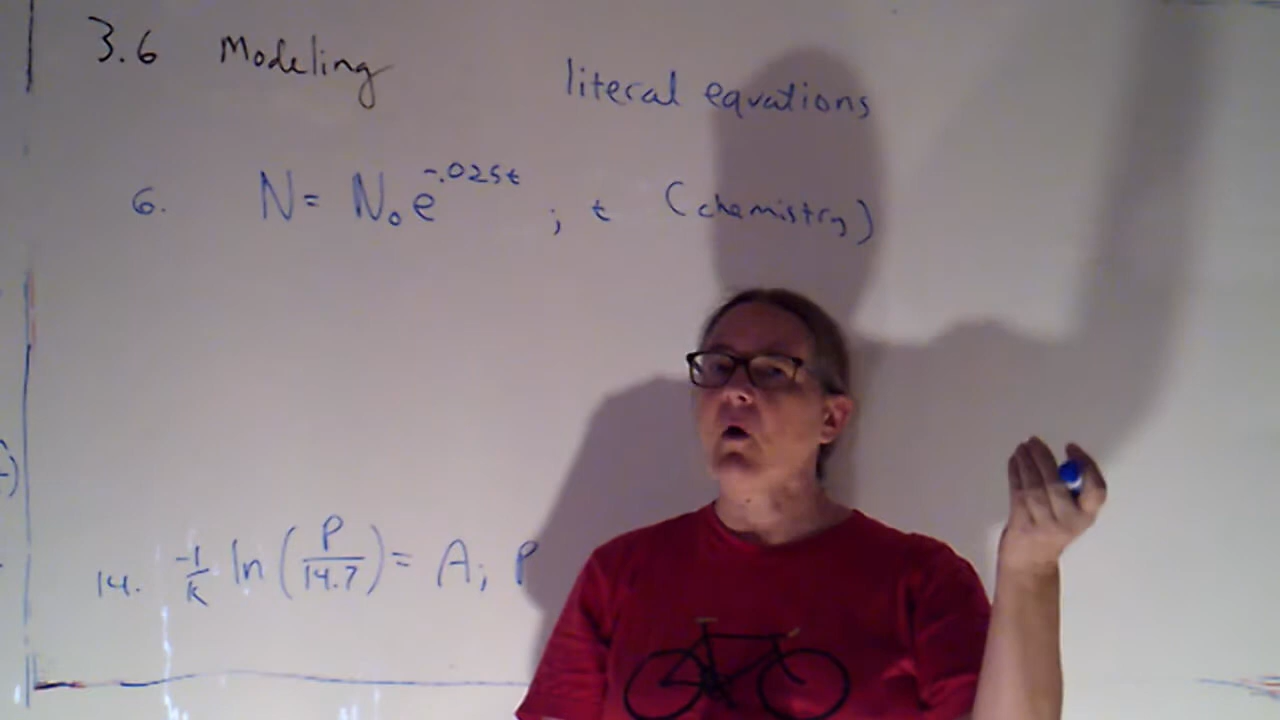 3.6 Modeling
literal equations
6. N = N₀e^-.025t ; t (chemistry)
14. -1/k ln(P/14.7) = A; P